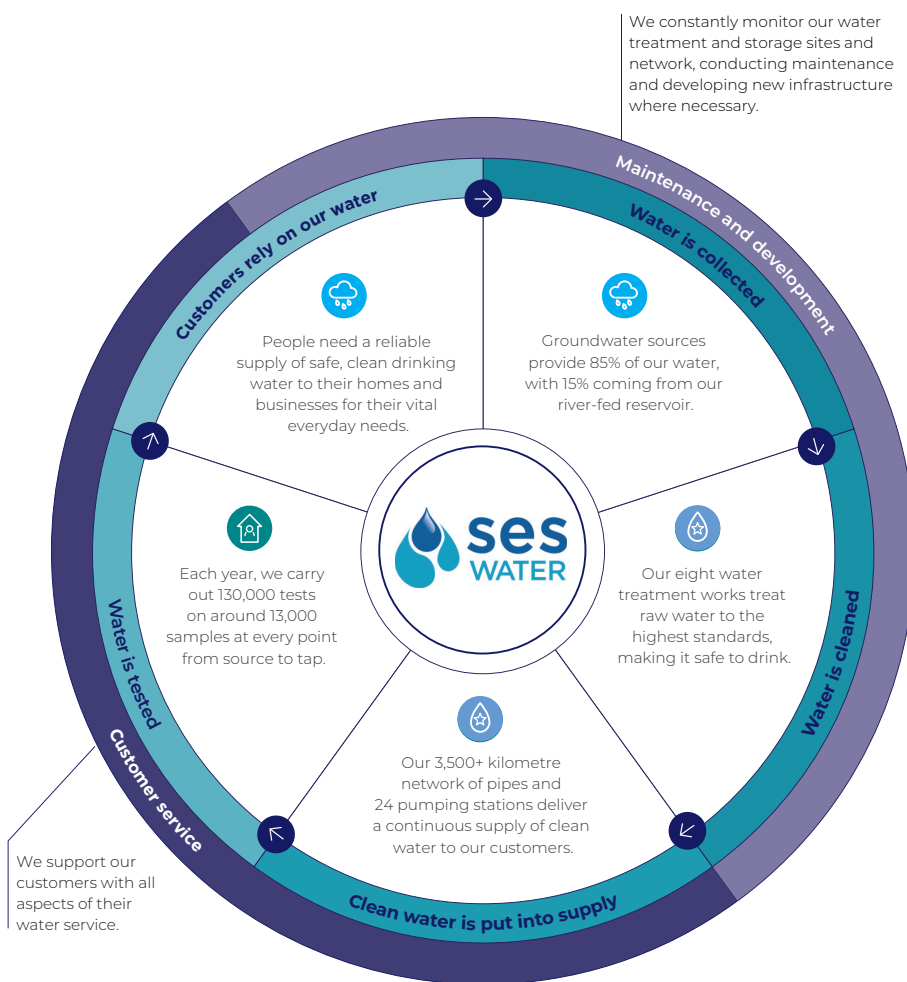 We constantly monitor our water
treatment and storage sites and
network, conducting maintenance
and developing new infrastructure
where necessary.
Maintenance and development
Customers rely on our water
Water is collected
People need a reliable
supply of safe, clean drinking
water to their homes and
businesses for their vital
everyday needs.
Groundwater sources
provide 85% of our water,
with 15% coming from our
river-fed reservoir.
ses
WATER
Each year, we carry
out 130,000 tests
on around 13,000
samples at every point
from source to tap.
Our eight water
treatment works treat
raw water to the
highest standards,
making it safe to drink.
Water is tested
Water is cleaned
Our 3,500+ kilometre
network of pipes and
24 pumping stations deliver
a continuous supply of clean
water to our customers.
Customer service
Clean water is put into supply
We support our
customers with all
aspects of their
water service.